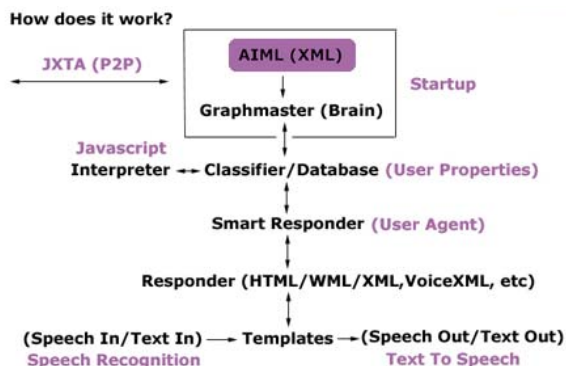 How does it work?
AIML (XML)
JXTA (P2P)
Startup
Graphmaster (Brain)
Javascript
Interpreter
Classifier/Database (User Properties)
Smart Responder (User Agent)
Responder (HTML/WML/XML,VoiceXML, etc)
(Speech In/Text In) Templates (Speech Out/Text Out)
Speech Recognition Text To Speech